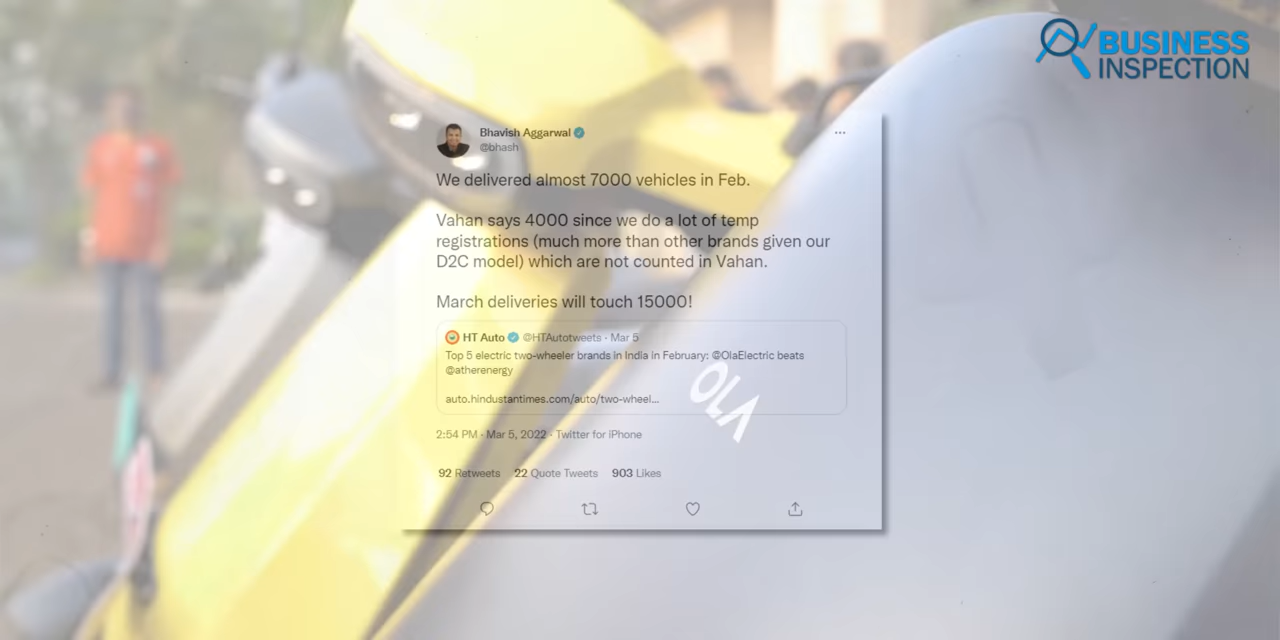 BUSINESS
INSPECTION
Bhavish Aggarwal
@bhash
We delivered almost 7000 vehicles in Feb.
Vahan says 4000 since we do a lot of temp
registrations (much more than other brands given our
D2C model) which are not counted in Vahan.
March deliveries will touch 15000!
HT Auto @HTAutotweets · Mar 5
Top 5 electric two-wheeler brands in India in February: @OlaElectric beats
@atherenergy
auto.hindustantimes.com/auto/two-wheel...
OLA
2:54 PM · Mar 5, 2022 · Twitter for iPhone
92 Retweets 22 Quote Tweets 903 Likes